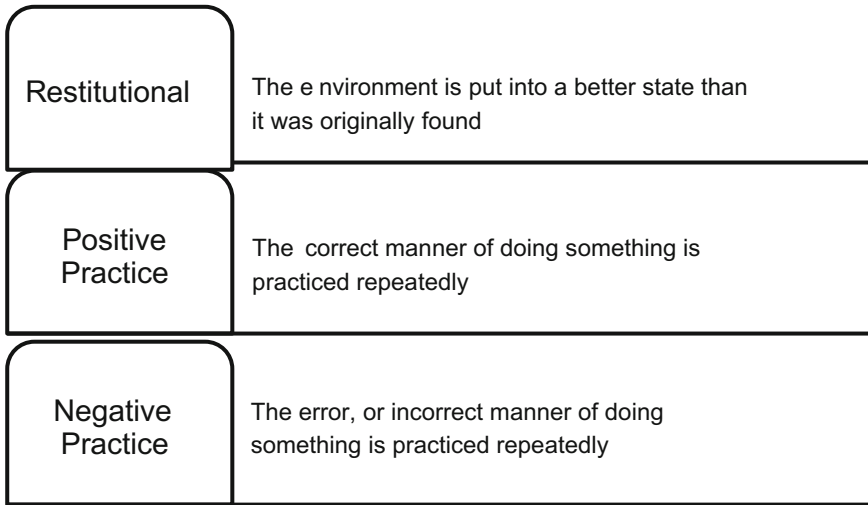 Restitutional
The e nvironment is put into a better state than
it was originally found
Positive
Practice
The correct manner of doing something is
practiced repeatedly
Negative
Practice
The error, or incorrect manner of doing
something is practiced repeatedly